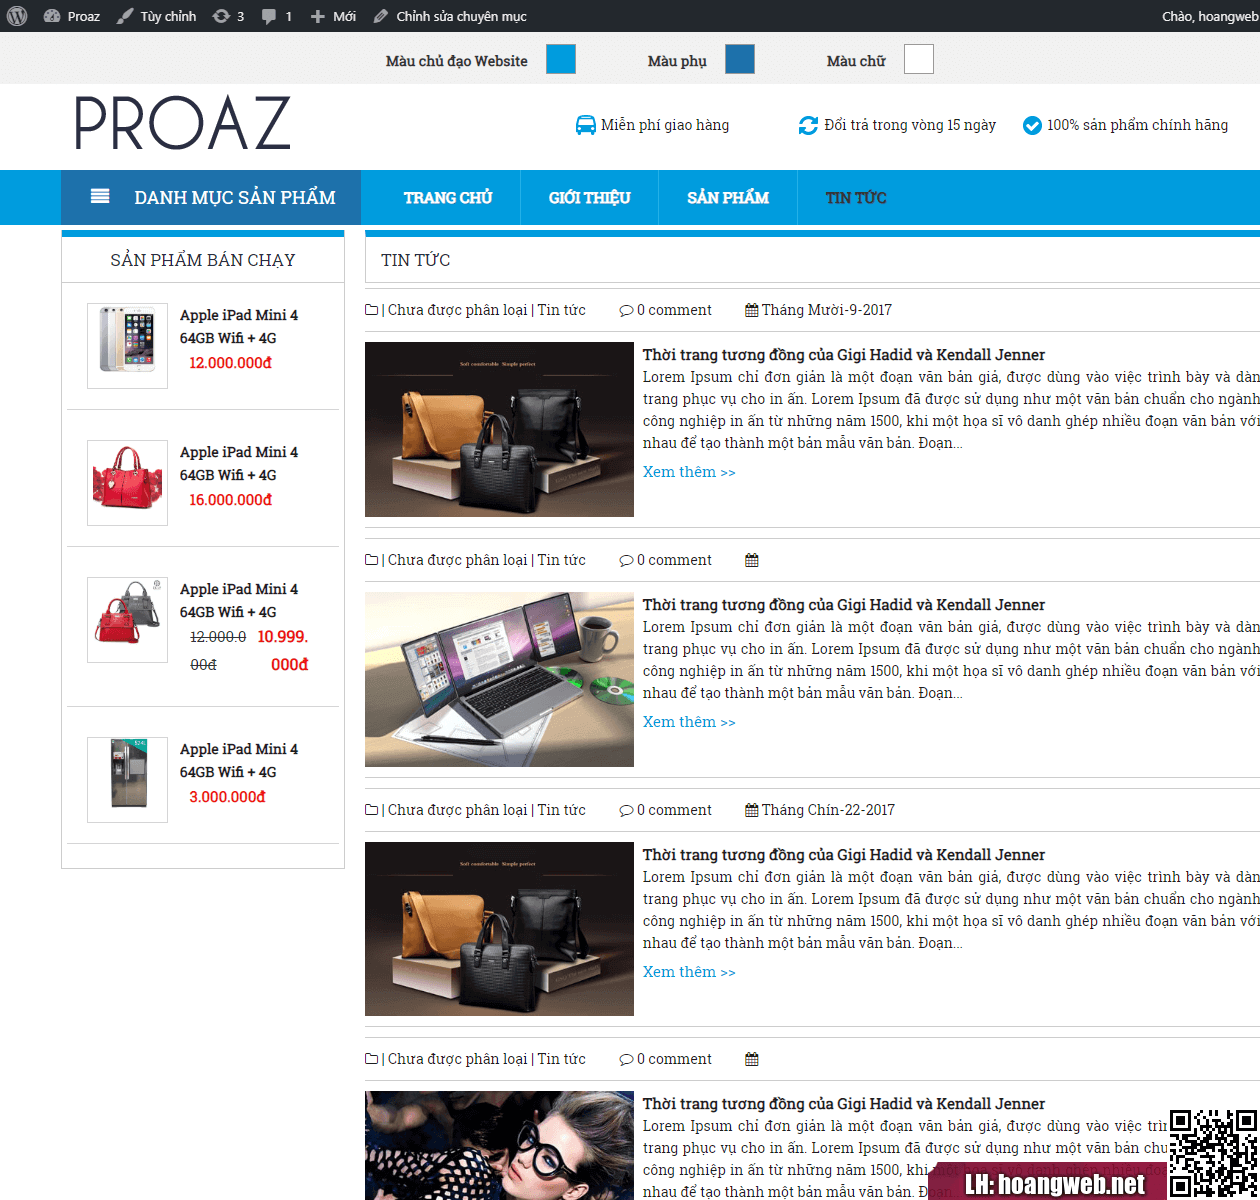 Proaz Tùy chỉnh 3 1 Mới Chỉnh sửa chuyên mục Chào, hoangweb
Màu chủ đạo Website Màu phụ Màu chữ
PROAZ
Miễn phí giao hàng Đổi trả trong vòng 15 ngày 100% sản phẩm chính hãng
DANH MỤC SẢN PHẨM TRANG CHỦ GIỚI THIỆU SẢN PHẨM TIN TỨC
SẢN PHẨM BÁN CHẠY
Apple iPad Mini 4
64GB Wifi + 4G
12.000.000đ
Apple iPad Mini 4
64GB Wifi + 4G
16.000.000đ
Apple iPad Mini 4
64GB Wifi + 4G
12.000.0 10.999.
00đ 000đ
Apple iPad Mini 4
64GB Wifi + 4G
3.000.000đ
TIN TỨC
| Chưa được phân loại | Tin tức 0 comment Tháng Mười-9-2017
Soft comfortable Simple perfect
Thời trang tương đồng của Gigi Hadid và Kendall Jenner
Lorem Ipsum chỉ đơn giản là một đoạn văn bản giả, được dùng vào việc trình bày và dàn
trang phục vụ cho in ấn. Lorem Ipsum đã được sử dụng như một văn bản chuẩn cho ngành
công nghiệp in ấn từ những năm 1500, khi một họa sĩ vô danh ghép nhiều đoạn văn bản với
nhau để tạo thành một bản mẫu văn bản. Đoạn...
Xem thêm >>
| Chưa được phân loại | Tin tức 0 comment
Thời trang tương đồng của Gigi Hadid và Kendall Jenner
Lorem Ipsum chỉ đơn giản là một đoạn văn bản giả, được dùng vào việc trình bày và dàn
trang phục vụ cho in ấn. Lorem Ipsum đã được sử dụng như một văn bản chuẩn cho ngành
công nghiệp in ấn từ những năm 1500, khi một họa sĩ vô danh ghép nhiều đoạn văn bản với
nhau để tạo thành một bản mẫu văn bản. Đoạn...
Xem thêm >>
| Chưa được phân loại | Tin tức 0 comment Tháng Chín-22-2017
Soft comfortable Simple perfect
Thời trang tương đồng của Gigi Hadid và Kendall Jenner
Lorem Ipsum chỉ đơn giản là một đoạn văn bản giả, được dùng vào việc trình bày và dàn
trang phục vụ cho in ấn. Lorem Ipsum đã được sử dụng như một văn bản chuẩn cho ngành
công nghiệp in ấn từ những năm 1500, khi một họa sĩ vô danh ghép nhiều đoạn văn bản với
nhau để tạo thành một bản mẫu văn bản. Đoạn...
Xem thêm >>
| Chưa được phân loại | Tin tức 0 comment
Thời trang tương đồng của Gigi Hadid và Kendall Jenner
Lorem Ipsum chỉ đơn giản là một đoạn văn bản giả, được dùng vào việc trình bày và dàn
trang phục vụ cho in ấn. Lorem Ipsum đã được sử dụng như một văn bản chu
công nghiệp in ấn từ những năm 1500, khi một họa sĩ vô danh ghép nhiều đo
nhau để tạo thành một bản mẫu văn bản. Đoạn...
LH: hoangweb.net